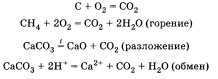 C + O₂ = CO₂
CH₄ + 2O₂ = CO₂ + 2H₂O (горение)
CaCO₃ =ᵗ CaO + CO₂ (разложение)
CaCO₃ + 2H⁺ = Ca²⁺ + CO₂ + H₂O (обмен)